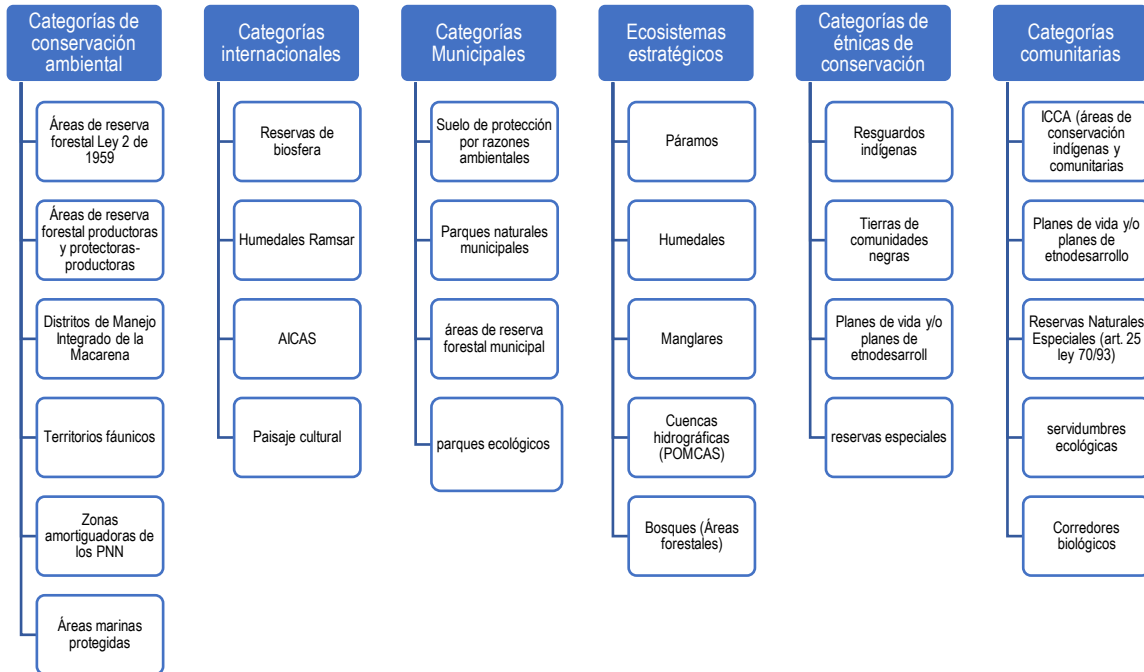 Categorías de
conservación
ambiental
Áreas de reserva
forestal Ley 2 de
1959
Áreas de reserva
forestal productoras
y protectoras-
productoras
Distritos de Manejo
Integrado de la
Macarena
Territorios fáunicos
Zonas
amortiguadoras de
los PNN
Áreas marinas
protegidas
Categorías
internacionales
Reservas de
biosfera
Humedales Ramsar
AICAS
Paisaje cultural
Categorías
Municipales
Suelo de protección
por razones
ambientales
Parques naturales
municipales
áreas de reserva
forestal municipal
parques ecológicos
Ecosistemas
estratégicos
Páramos
Humedales
Manglares
Cuencas
hidrográficas
(POMCAS)
Bosques (Áreas
forestales)
Categorías de
étnicas de
conservación
Resguardos
indígenas
Tierras de
comunidades
negras
Planes de vida y/o
planes de
etnodesarroll
reservas especiales
Categorías
comunitarias
ICCA (áreas de
conservación
indígenas y
comunitarias
Planes de vida y/o
planes de
etnodesarrollo
Reservas Naturales
Especiales (art. 25
ley 70/93)
servidumbres
ecológicas
Corredores
biológicos